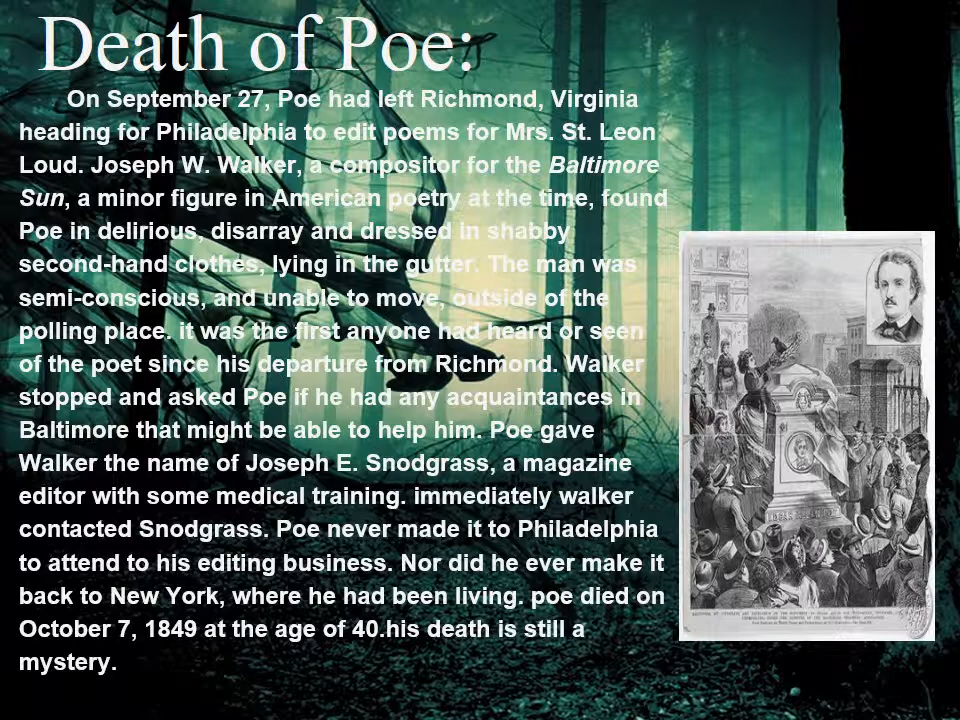 Death of Poe:
On September 27, Poe had left Richmond, Virginia
heading for Philadelphia to edit poems for Mrs. St. Leon
Loud. Joseph W. Walker, a compositor for the Baltimore
Sun, a minor figure in American poetry at the time, found
Poe in delirious, disarray and dressed in shabby
second-hand clothes, lying in the gutter. The man was
semi-conscious, and unable to move, outside of the
polling place. it was the first anyone had heard or seen
of the poet since his departure from Richmond. Walker
stopped and asked Poe if he had any acquaintances in
Baltimore that might be able to help him. Poe gave
Walker the name of Joseph E. Snodgrass, a magazine
editor with some medical training. immediately walker
contacted Snodgrass. Poe never made it to Philadelphia
to attend to his editing business. Nor did he ever make it
back to New York, where he had been living. poe died on
October 7, 1849 at the age of 40.his death is still a
mystery.